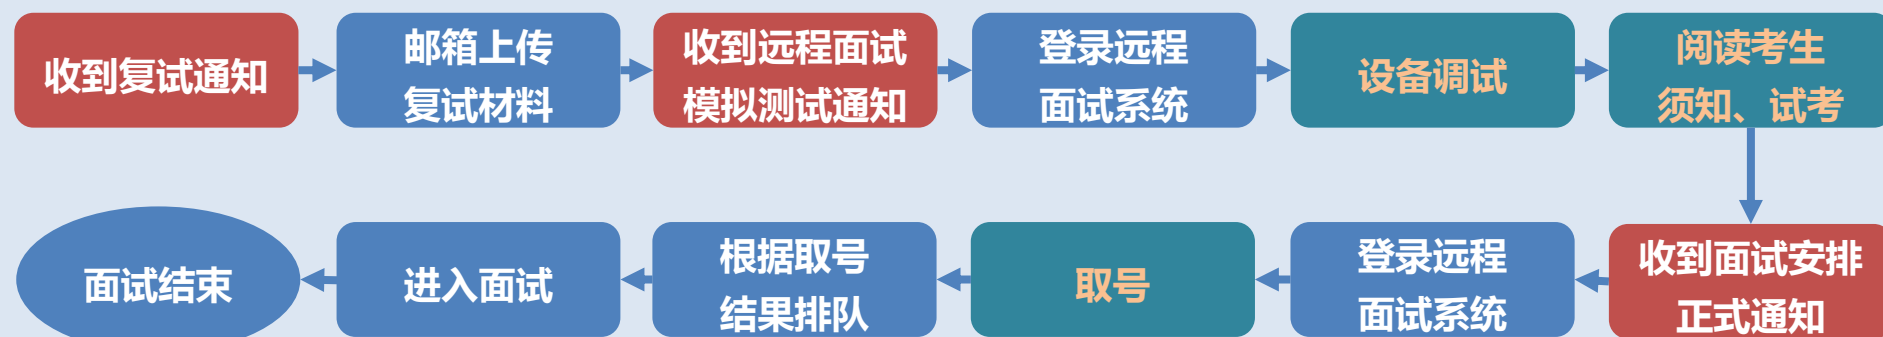 收到复试通知
邮箱上传
复试材料
收到远程面试
模拟测试通知
登录远程
面试系统
设备调试
阅读考生
须知、试考
收到面试安排
正式通知
登录远程
面试系统
取号
根据取号
结果排队
进入面试
面试结束